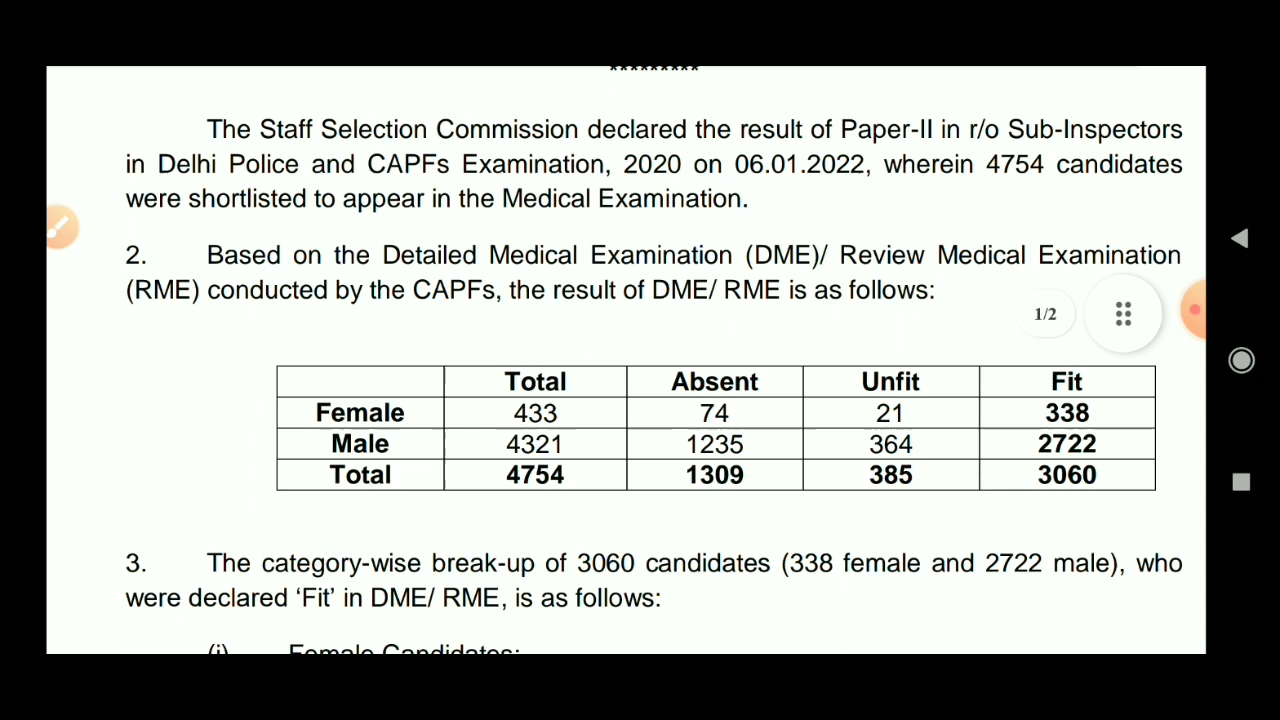 *********
The Staff Selection Commission declared the result of Paper-II in r/o Sub-Inspectors
in Delhi Police and CAPFs Examination, 2020 on 06.01.2022, wherein 4754 candidates
were shortlisted to appear in the Medical Examination.
2. Based on the Detailed Medical Examination (DME)/ Review Medical Examination
(RME) conducted by the CAPFs, the result of DME/ RME is as follows:
1/2
Total Absent Unfit Fit
Female 433 74 21 338
Male 4321 1235 364 2722
Total 4754 1309 385 3060
3. The category-wise break-up of 3060 candidates (338 female and 2722 male), who
were declared ‘Fit’ in DME/ RME, is as follows:
(i) Female Candidates: